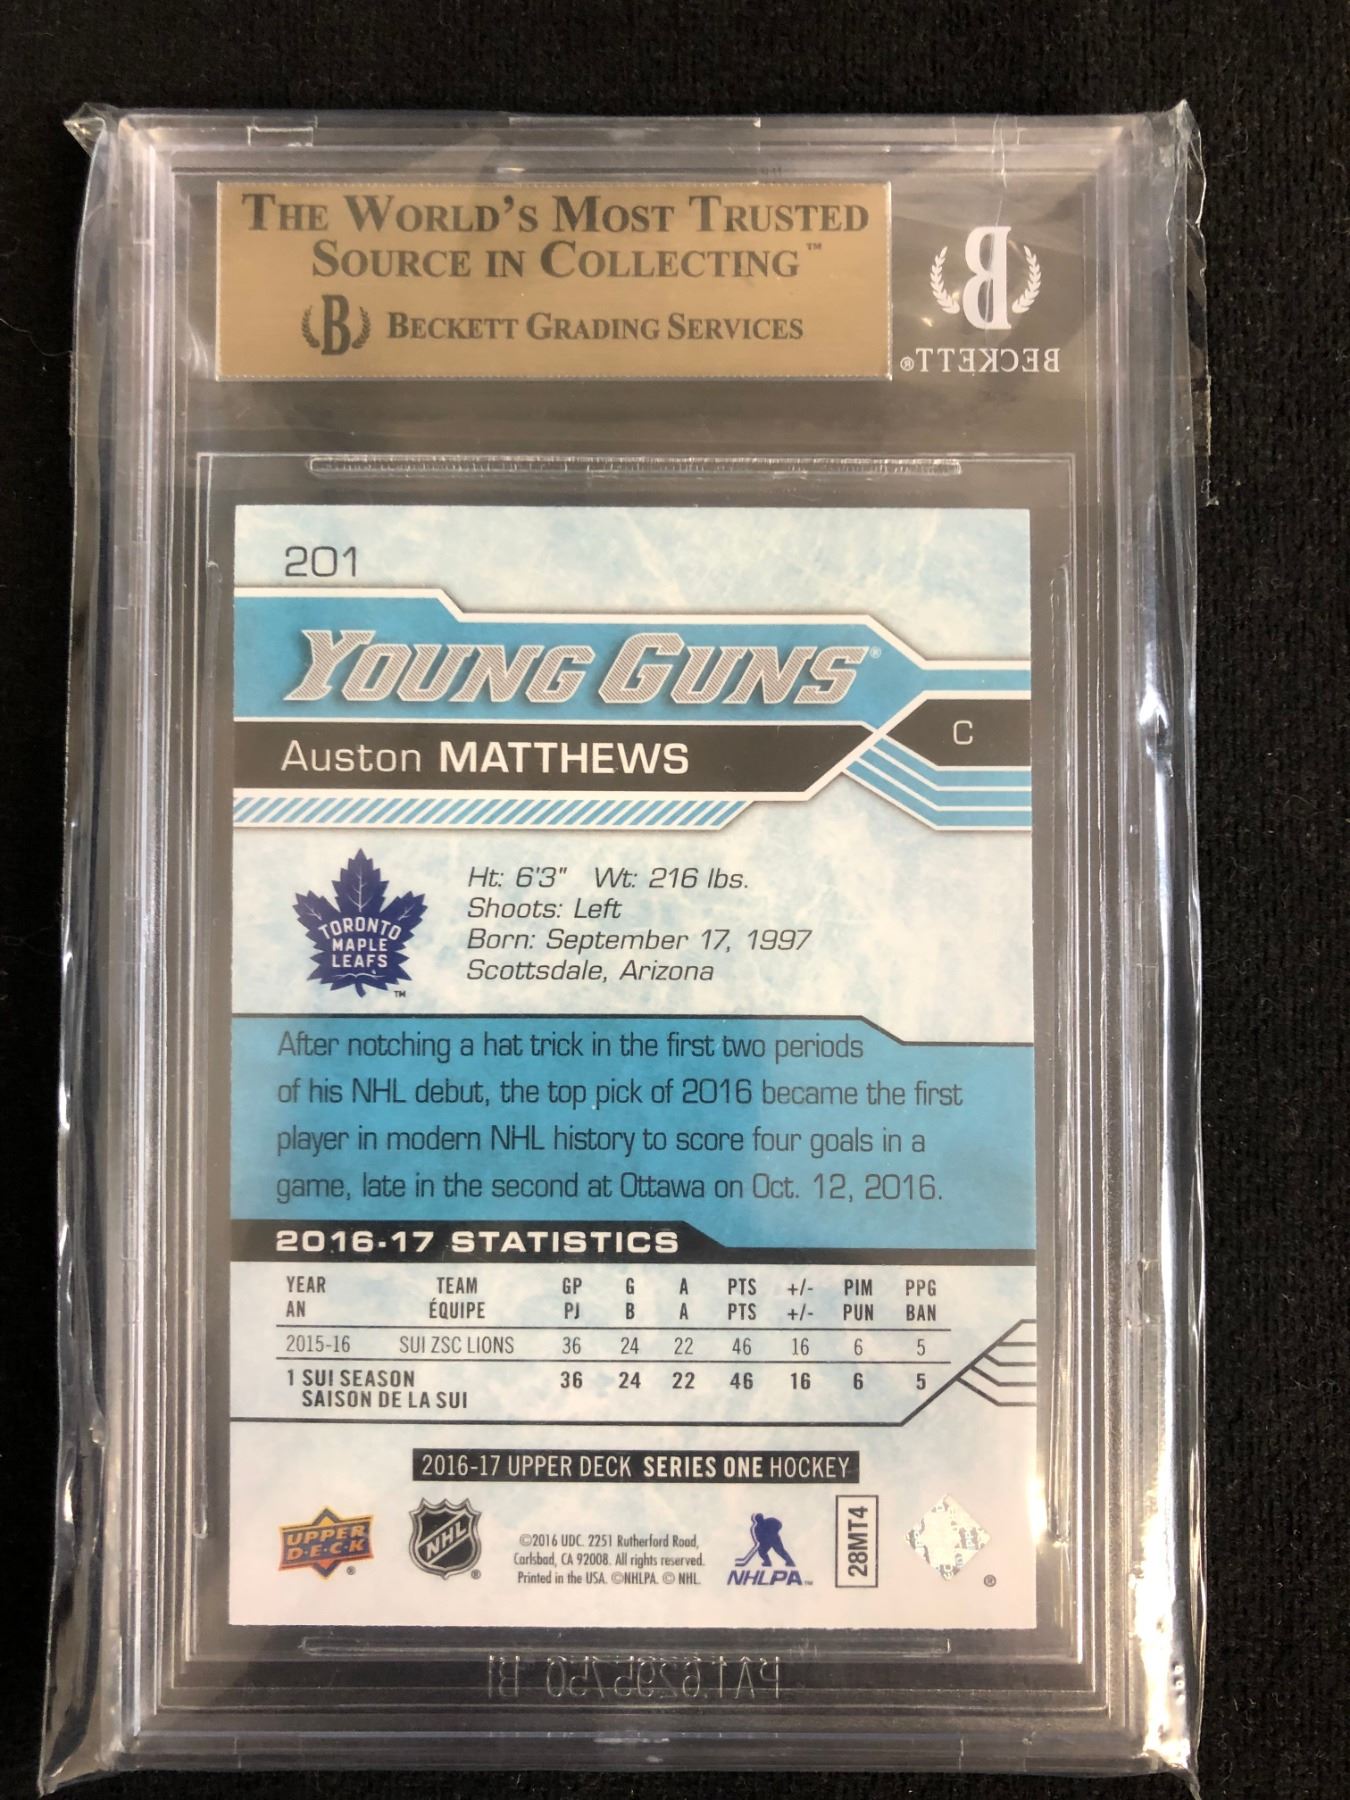 THE WORLD'S MOST TRUSTED
SOURCE IN COLLECTING™
B BECKETT GRADING SERVICES
B
BECKETT®
201
YOUNG GUNS®
Auston MATTHEWS
C
TORONTO
MAPLE
LEAFS
™
Ht: 6'3" Wt: 216 lbs.
Shoots: Left
Born: September 17, 1997
Scottsdale, Arizona
After notching a hat trick in the first two periods
of his NHL debut, the top pick of 2016 became the first
player in modern NHL history to score four goals in a
game, late in the second at Ottawa on Oct. 12, 2016.
2016-17 STATISTICS
YEAR TEAM GP G A PTS +/- PIM PPG
AN ÉQUIPE PJ B A PTS +/- PUN BAN
2015-16 SUI ZSC LIONS 36 24 22 46 16 6 5
1 SUI SEASON 36 24 22 46 16 6 5
SAISON DE LA SUI
2016-17 UPPER DECK SERIES ONE HOCKEY
UPPER
D·E·C·K
®
NHL
®
©2016 UDC. 2251 Rutherford Road,
Carlsbad, CA 92008. All rights reserved.
Printed in the USA. ©NHLPA. © NHL.
NHLPA™
28MT4
®